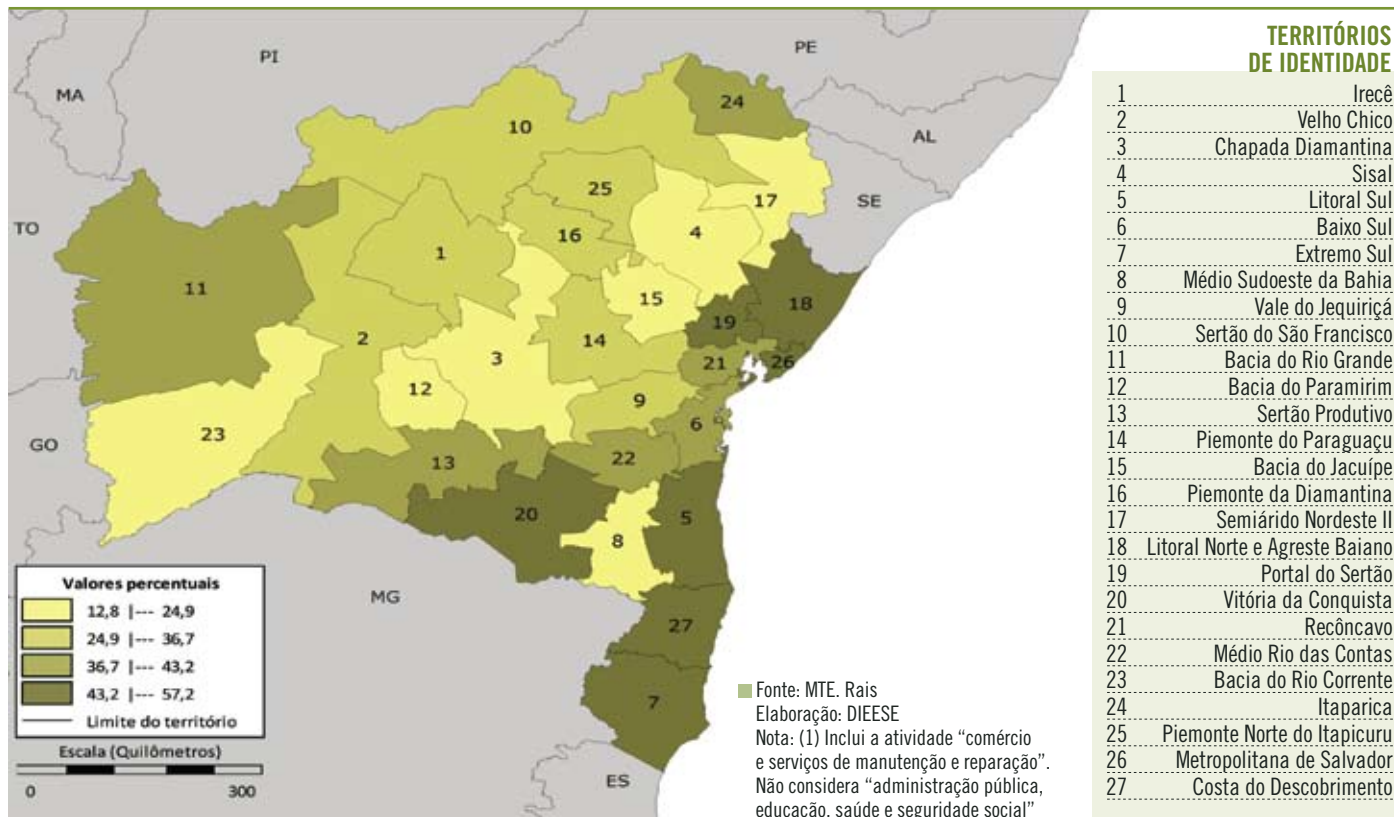 PI
PE
MA
AL
TO
SE
GO
MG
ES
24
10
25
17
4
16
1
11
15
18
19
2
14
3
21
26
12
9
6
23
13
22
20
5
8
27
7
Valores percentuais
12,8 |--- 24,9
24,9 |--- 36,7
36,7 |--- 43,2
43,2 |--- 57,2
Limite do território
Escala (Quilômetros)
0 300
Fonte: MTE. Rais
Elaboração: DIEESE
Nota: (1) Inclui a atividade “comércio
e serviços de manutenção e reparação”.
Não considera “administração pública,
educação, saúde e seguridade social”
TERRITÓRIOS
DE IDENTIDADE
1 Irecê
2 Velho Chico
3 Chapada Diamantina
4 Sisal
5 Litoral Sul
6 Baixo Sul
7 Extremo Sul
8 Médio Sudoeste da Bahia
9 Vale do Jequiriçá
10 Sertão do São Francisco
11 Bacia do Rio Grande
12 Bacia do Paramirim
13 Sertão Produtivo
14 Piemonte do Paraguaçu
15 Bacia do Jacuípe
16 Piemonte da Diamantina
17 Semiárido Nordeste II
18 Litoral Norte e Agreste Baiano
19 Portal do Sertão
20 Vitória da Conquista
21 Recôncavo
22 Médio Rio das Contas
23 Bacia do Rio Corrente
24 Itaparica
25 Piemonte Norte do Itapicuru
26 Metropolitana de Salvador
27 Costa do Descobrimento